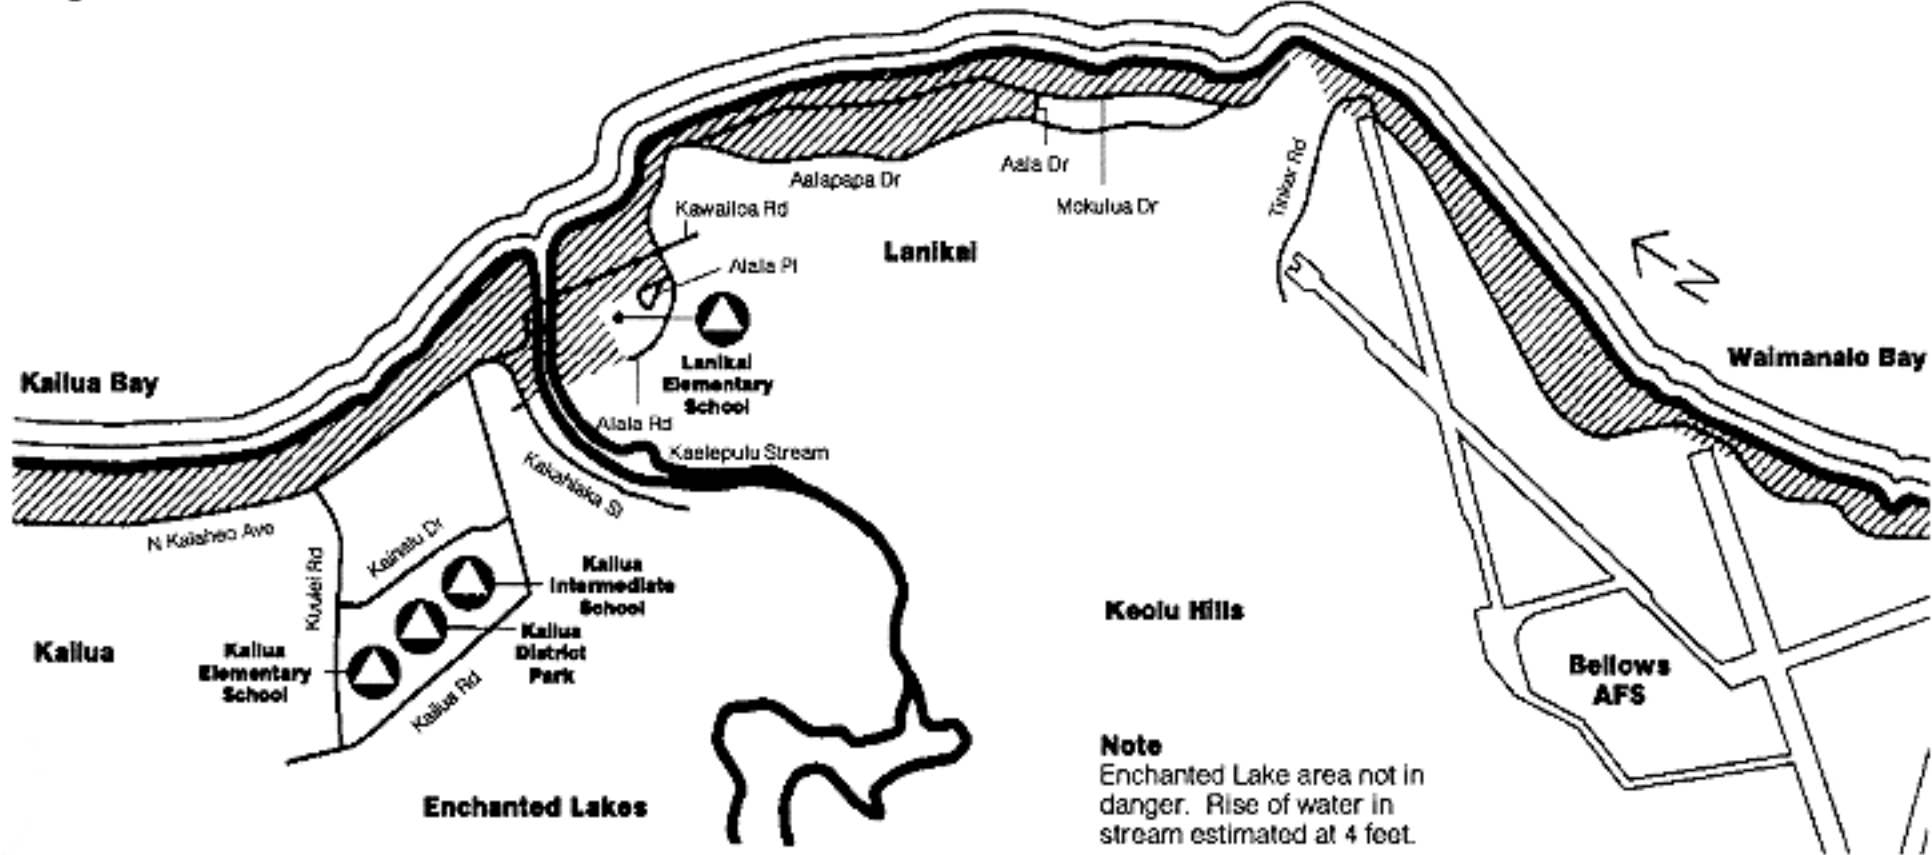 Aala Dr
Aalapapa Dr
Mokulua Dr
Tinker Rd
Kawailoa Rd
Lanikai
Alala Pl
N
Lanikai
Elementary
School
Kailua Bay
Waimanalo Bay
Alala Rd
Kaelepulu Stream
Kakahiaka St
N Kalaheo Ave
Kainalu Dr
Kuulei Rd
Kailua
Intermediate
School
Keolu Hills
Kailua
District
Park
Kailua
Kailua
Elementary
School
Kailua Rd
Bellows
AFS
Enchanted Lakes
Note
Enchanted Lake area not in
danger. Rise of water in
stream estimated at 4 feet.